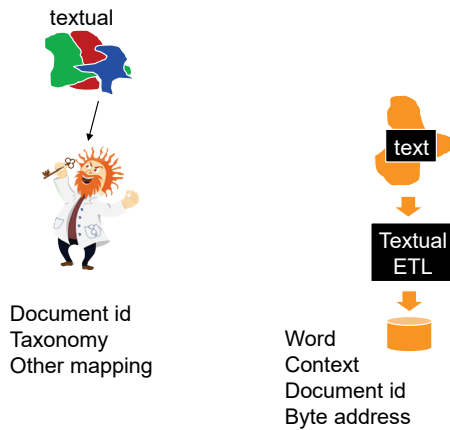 textual
Document id
Taxonomy
Other mapping
text
Textual
ETL
Word
Context
Document id
Byte address